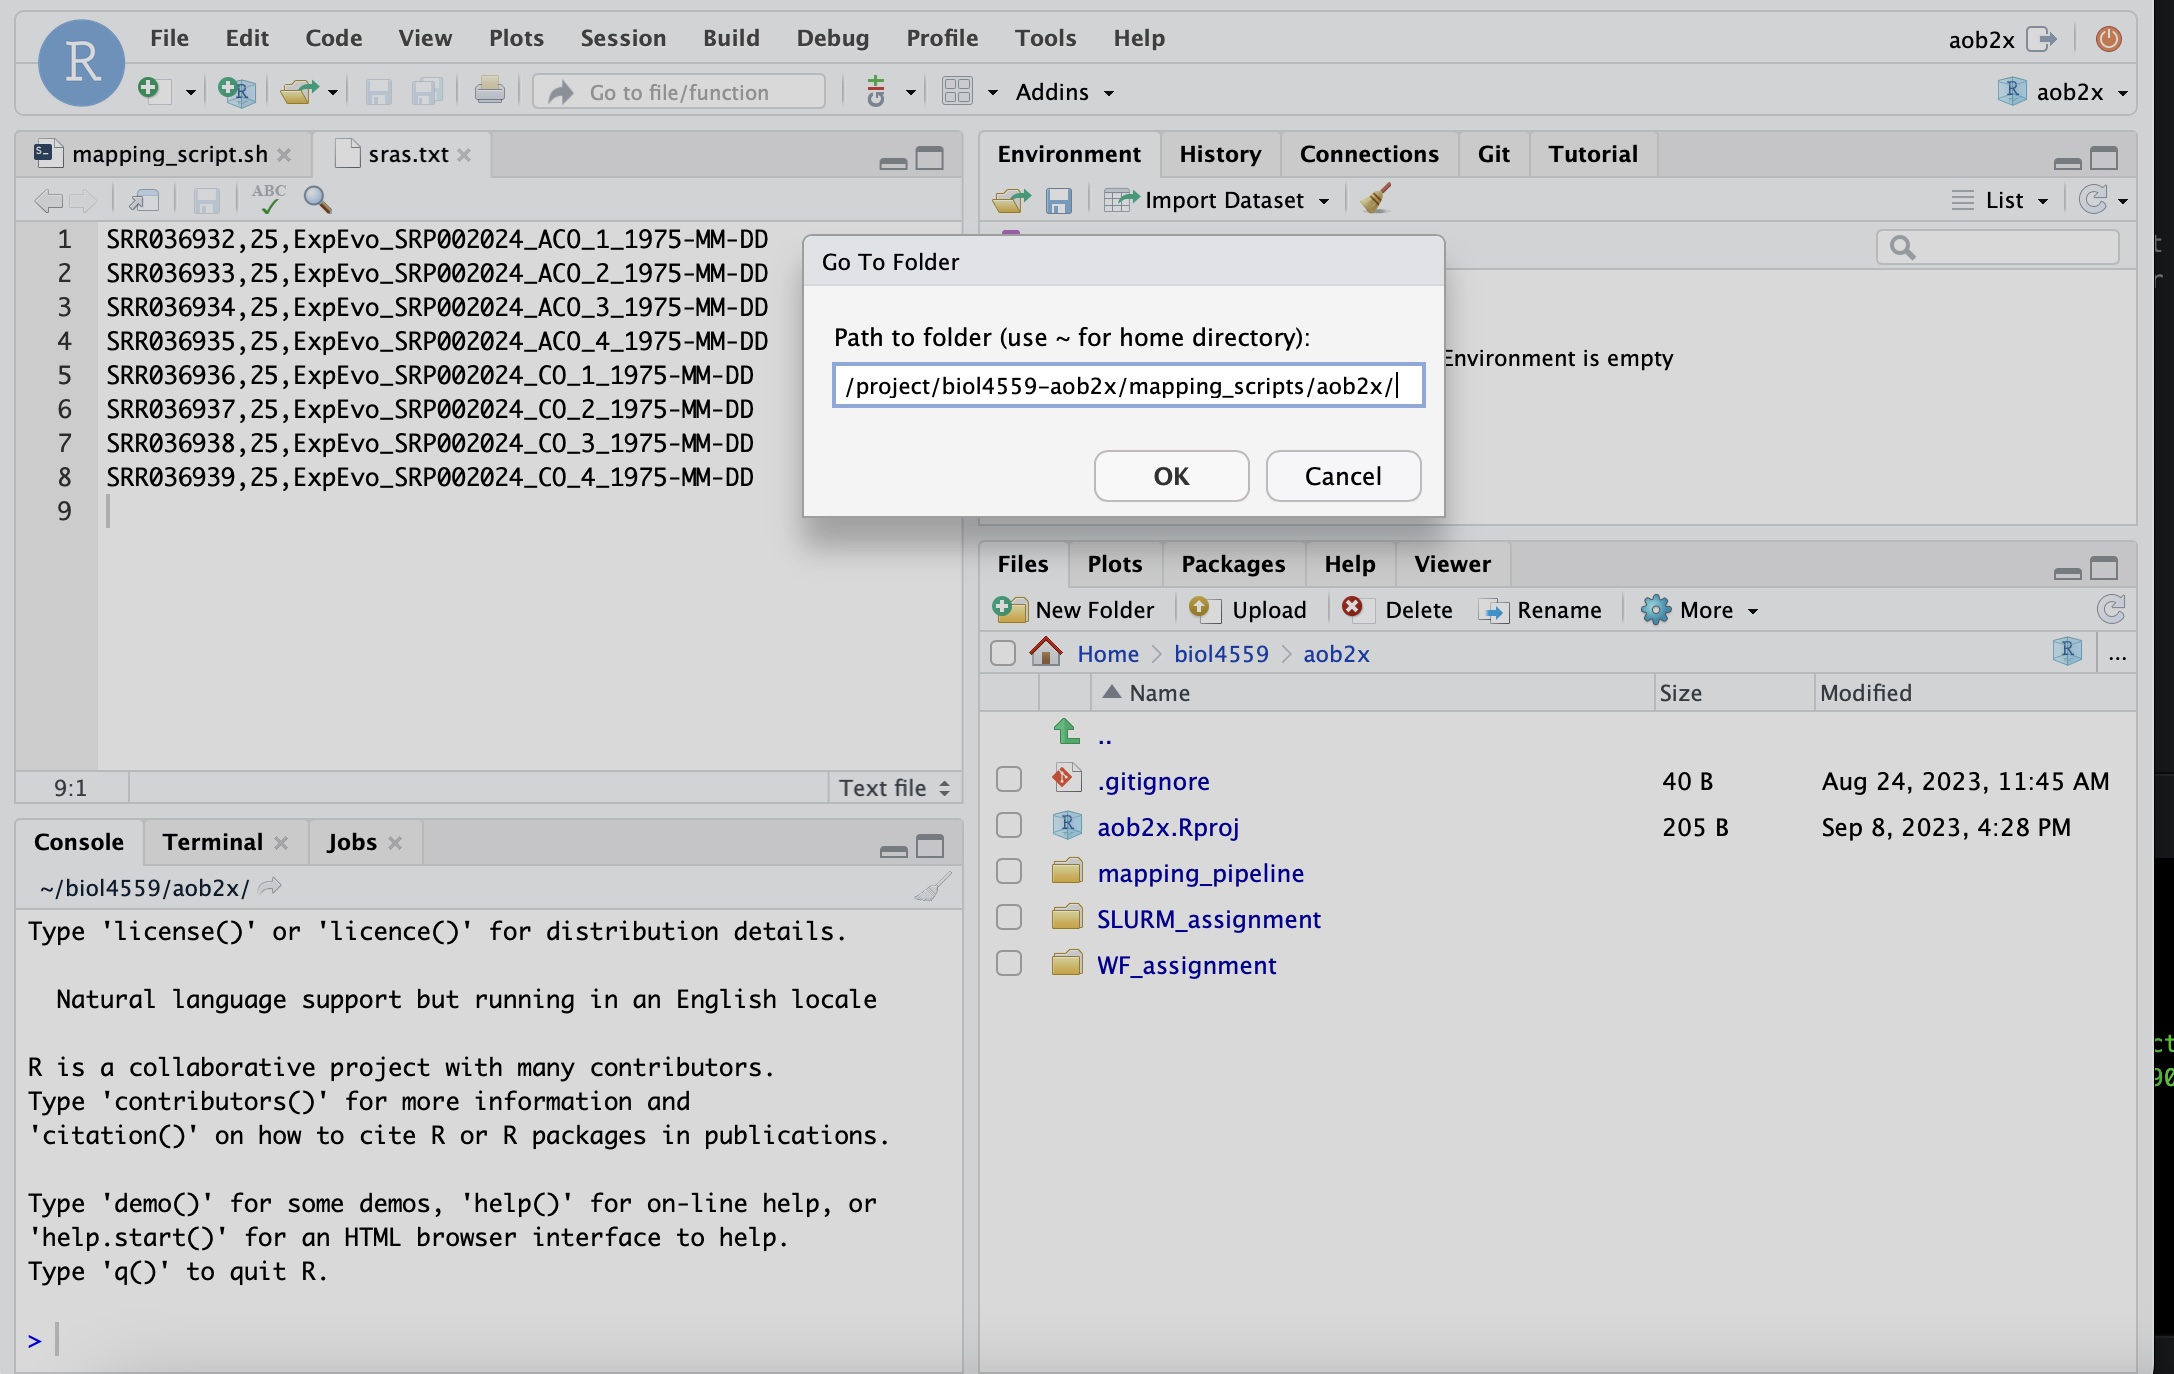 R File Edit Code View Plots Session Build Debug Profile Tools Help aob2x
Go to file/function Addins aob2x
mapping_script.sh sras.txt
ABC
1 SRR036932,25,ExpEvo_SRP002024_ACO_1_1975-MM-DD
2 SRR036933,25,ExpEvo_SRP002024_ACO_2_1975-MM-DD
3 SRR036934,25,ExpEvo_SRP002024_ACO_3_1975-MM-DD
4 SRR036935,25,ExpEvo_SRP002024_ACO_4_1975-MM-DD
5 SRR036936,25,ExpEvo_SRP002024_CO_1_1975-MM-DD
6 SRR036937,25,ExpEvo_SRP002024_CO_2_1975-MM-DD
7 SRR036938,25,ExpEvo_SRP002024_CO_3_1975-MM-DD
8 SRR036939,25,ExpEvo_SRP002024_CO_4_1975-MM-DD
9
9:1 Text file
Console Terminal Jobs
~/biol4559/aob2x/
Type 'license()' or 'licence()' for distribution details.
Natural language support but running in an English locale
R is a collaborative project with many contributors.
Type 'contributors()' for more information and
'citation()' on how to cite R or R packages in publications.
Type 'demo()' for some demos, 'help()' for on-line help, or
'help.start()' for an HTML browser interface to help.
Type 'q()' to quit R.
>
Go To Folder
Path to folder (use ~ for home directory):
/project/biol4559-aob2x/mapping_scripts/aob2x/
OK Cancel
Environment History Connections Git Tutorial
Import Dataset List
Environment is empty
Files Plots Packages Help Viewer
New Folder Upload Delete Rename More
Home biol4559 aob2x ...
Name Size Modified
..
.gitignore 40 B Aug 24, 2023, 11:45 AM
aob2x.Rproj 205 B Sep 8, 2023, 4:28 PM
mapping_pipeline
SLURM_assignment
WF_assignment